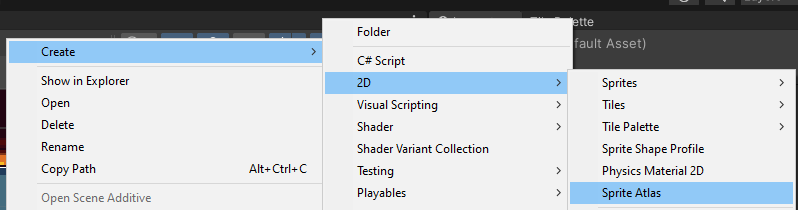 Tile Palette
fault Asset)
Create
Show in Explorer
Open
Delete
Rename
Copy Path Alt+Ctrl+C
Open Scene Additive
Folder
C# Script
2D
Visual Scripting
Shader
Shader Variant Collection
Testing
Playables
Sprites
Tiles
Tile Palette
Sprite Shape Profile
Physics Material 2D
Sprite Atlas